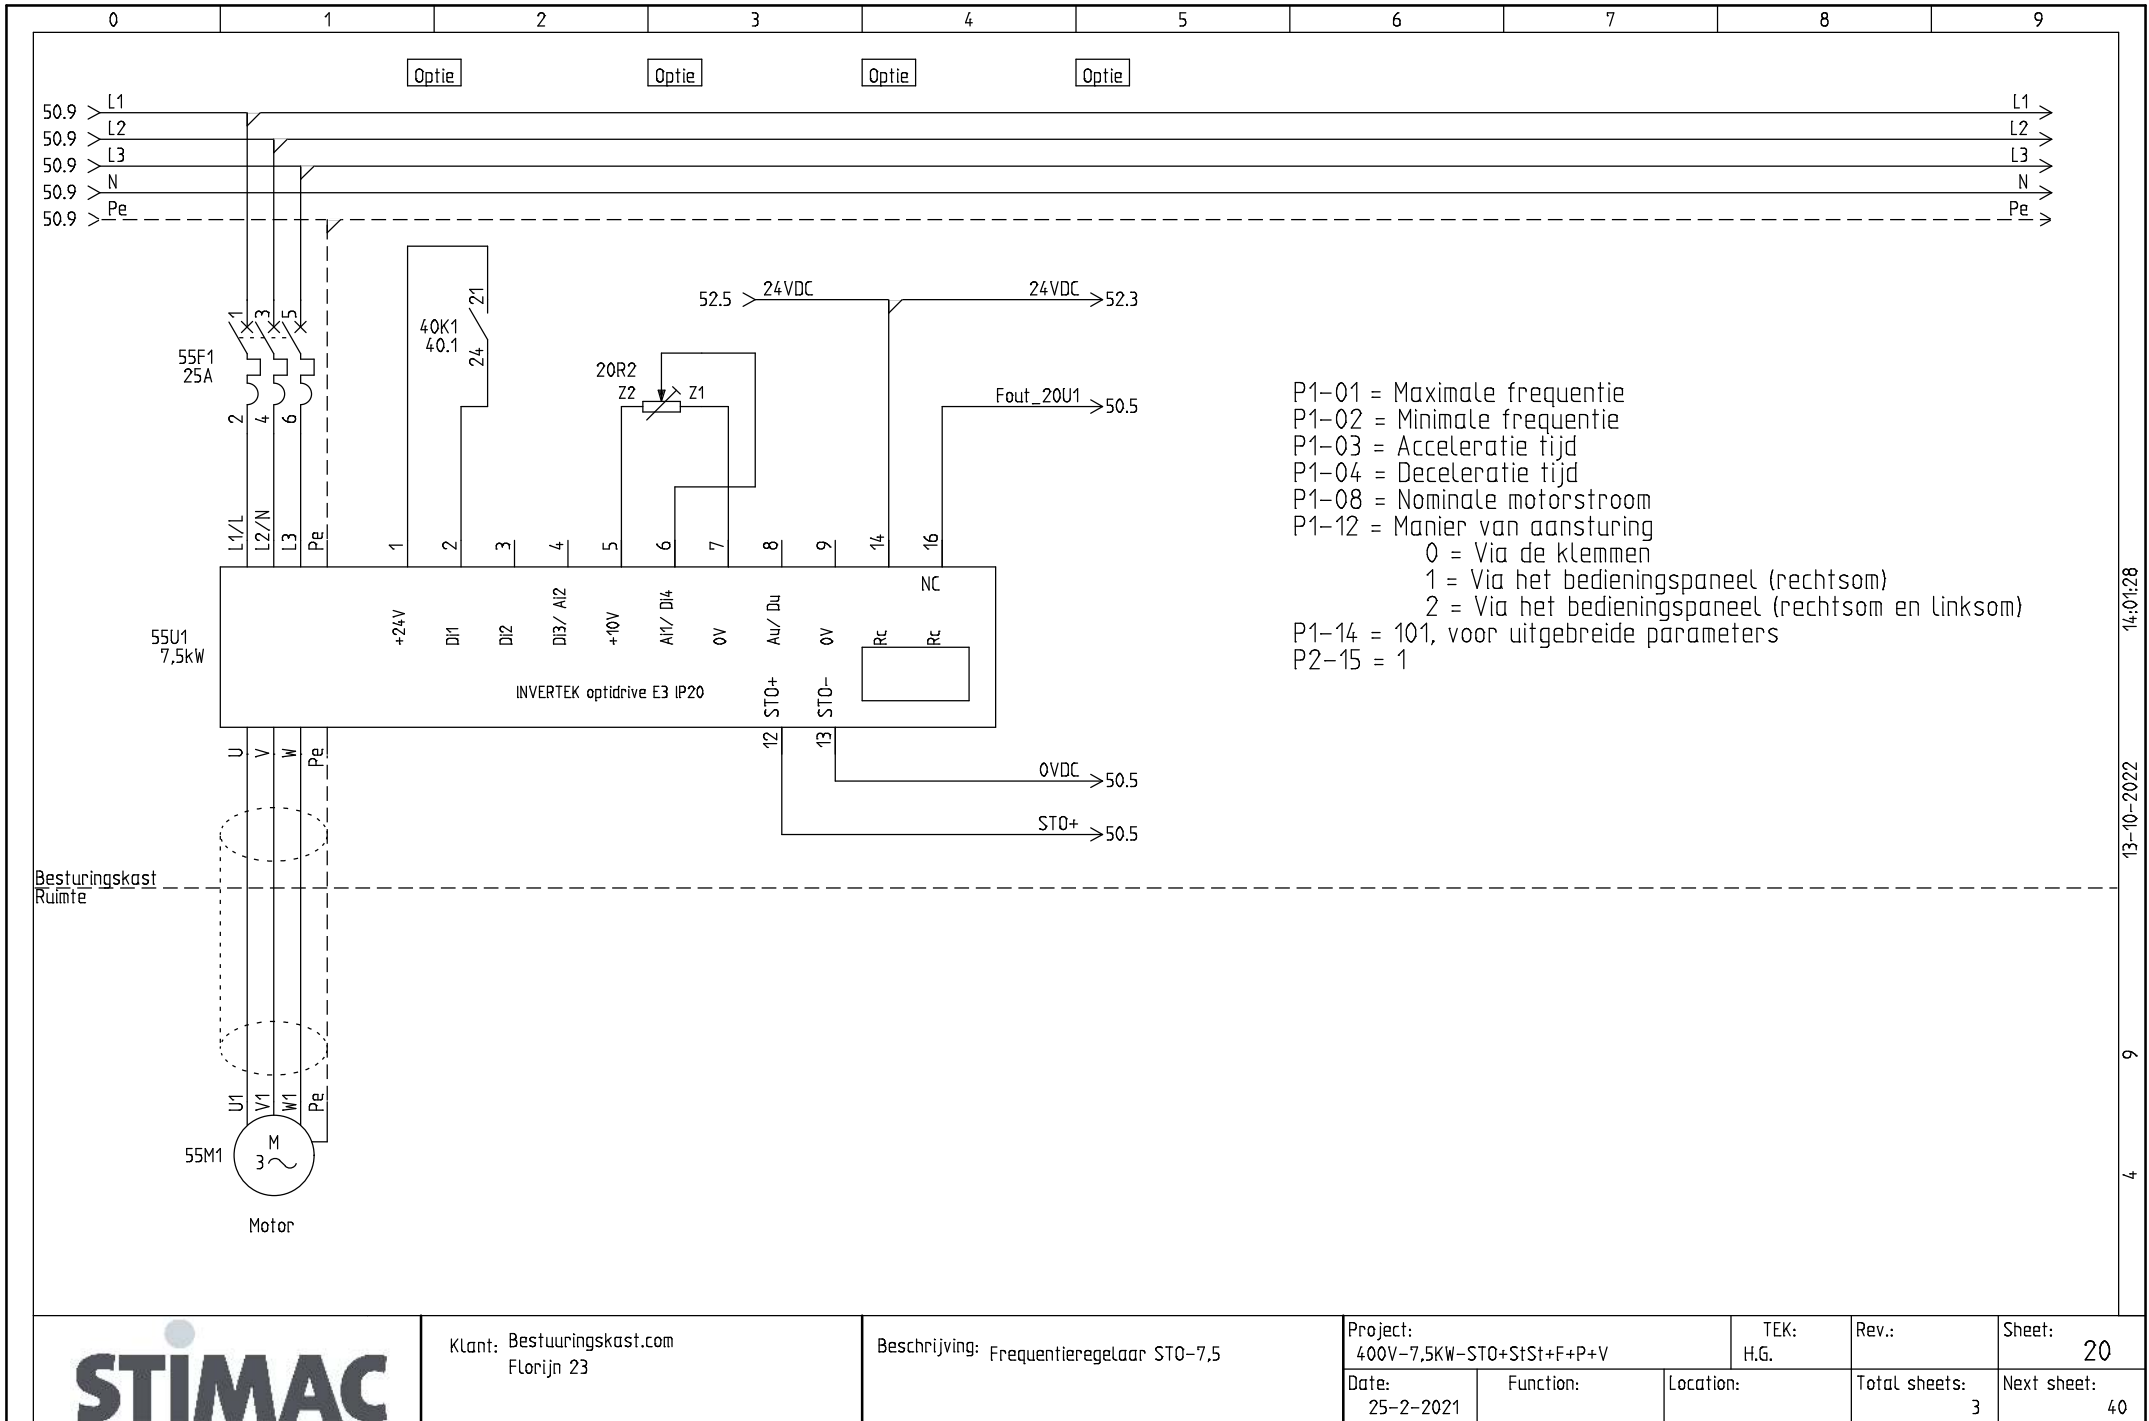 0 1 2 3 4 5 6 7 8 9
Optie Optie Optie Optie
50.9 L1 L1
50.9 L2 L2
50.9 L3 L3
50.9 N N
50.9 Pe Pe
52.5 24VDC 24VDC 52.3
1 3 5
21
40K1
40.1
24
55F1
25A
20R2
Z2 Z1
2 4 6
Fout_20U1 50.5
P1-01 = Maximale frequentie
P1-02 = Minimale frequentie
P1-03 = Acceleratie tijd
P1-04 = Deceleratie tijd
P1-08 = Nominale motorstroom
P1-12 = Manier van aansturing
0 = Via de klemmen
1 = Via het bedieningspaneel (rechtsom)
2 = Via het bedieningspaneel (rechtsom en linksom)
P1-14 = 101, voor uitgebreide parameters
P2-15 = 1
L1/L L2/N L3 Pe 1 2 3 4 5 6 7 8 9 14 16
NC
+24V DI1 DI2 DI3/ Ai2 +10V Ai1/ DI4 0V Au/ Du 0V Rc Rc
55U1
7,5kW
INVERTEK optidrive E3 IP20
STO+ STO-
U V W Pe 12 13
0VDC 50.5
STO+ 50.5
Besturingskast
Ruimte
U1 V1 W1 Pe
55M1
M
3
Motor
14:01:28
13-10-2022
9
4
STIMAC
Klant: Bestuuringskast.com
Florijn 23
Beschrijving: Frequentieregelaar STO-7,5
Project:
400V-7,5KW-STO+StSt+F+P+V
TEK:
H.G.
Rev.:
Sheet:
20
Date:
25-2-2021
Function:
Location:
Total sheets:
3
Next sheet:
40